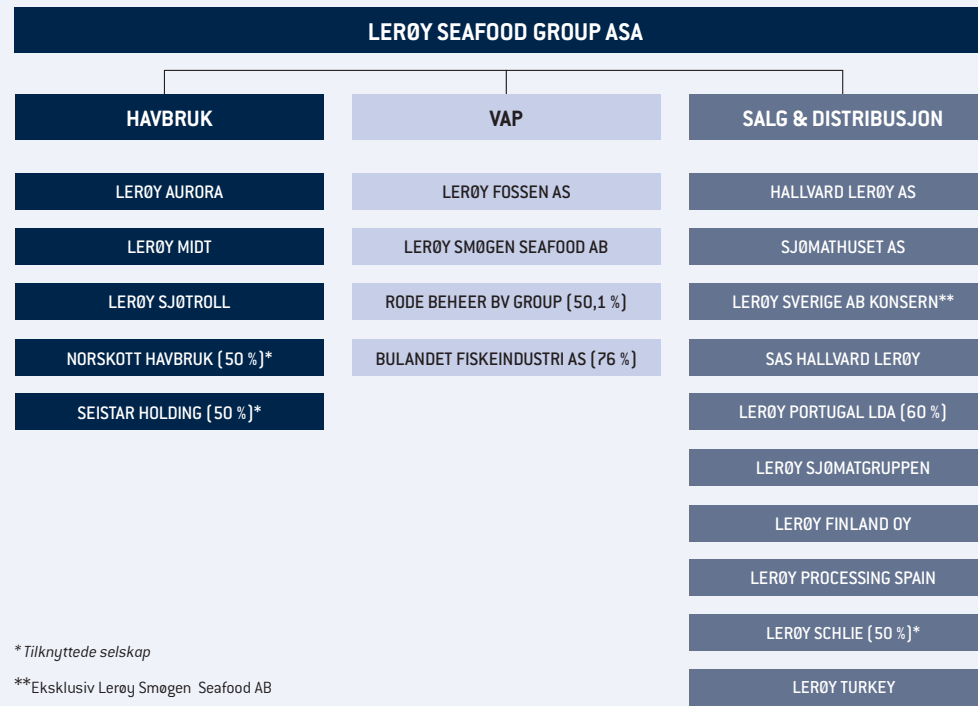 LERØY SEAFOOD GROUP ASA
HAVBRUK
LERØY AURORA
LERØY MIDT
LERØY SJØTROLL
NORSKOTT HAVBRUK (50 %)*
SEISTAR HOLDING (50 %)*
VAP
LERØY FOSSEN AS
LERØY SMØGEN SEAFOOD AB
RODE BEHEER BV GROUP (50,1 %)
BULANDET FISKEINDUSTRI AS (76 %)
SALG & DISTRIBUSJON
HALLVARD LERØY AS
SJØMATHUSET AS
LERØY SVERIGE AB KONSERN**
SAS HALLVARD LERØY
LERØY PORTUGAL LDA (60 %)
LERØY SJØMATGRUPPEN
LERØY FINLAND OY
LERØY PROCESSING SPAIN
LERØY SCHLIE (50 %)*
LERØY TURKEY
* Tilknyttede selskap
**Eksklusiv Lerøy Smøgen Seafood AB